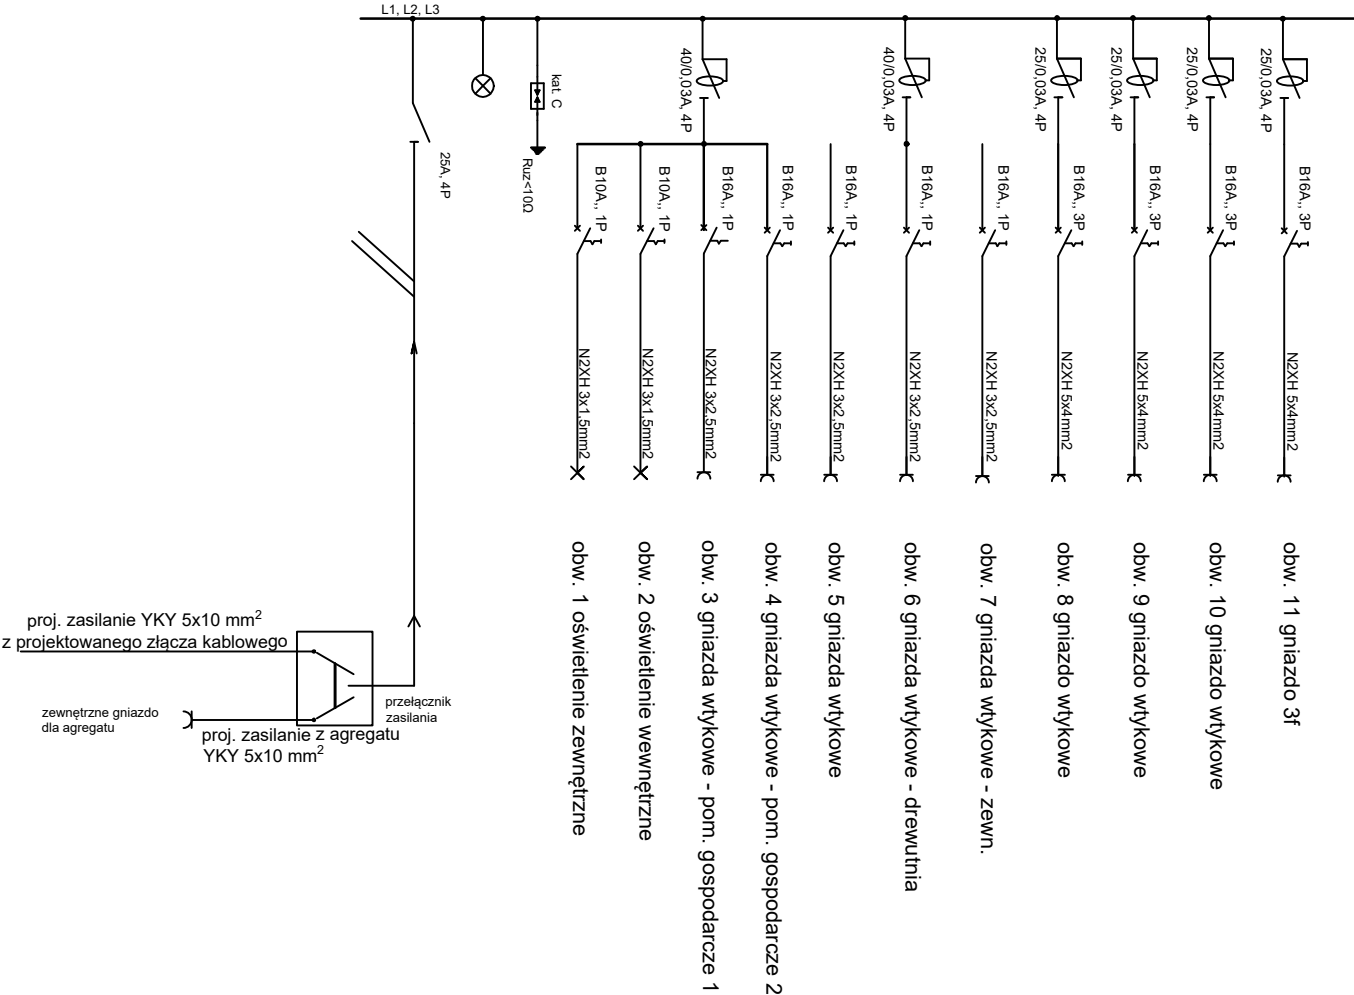 L1, L2, L3
25A, 4P
kat. C
Ruz<10Ω
40/0,03A, 4P
40/0,03A, 4P
25/0,03A, 4P
25/0,03A, 4P
25/0,03A, 4P
25/0,03A, 4P
B10A,, 1P
B10A,, 1P
B16A,, 1P
B16A,, 1P
B16A,, 1P
B16A,, 1P
B16A,, 1P
B16A,, 3P
B16A,, 3P
B16A,, 3P
B16A,, 3P
N2XH 3x1,5mm2
N2XH 3x1,5mm2
N2XH 3x2,5mm2
N2XH 3x2,5mm2
N2XH 3x2,5mm2
N2XH 3x2,5mm2
N2XH 3x2,5mm2
N2XH 5x4mm2
N2XH 5x4mm2
N2XH 5x4mm2
N2XH 5x4mm2
obw. 1 oświetlenie zewnętrzne
obw. 2 oświetlenie wewnętrzne
obw. 3 gniazda wtykowe - pom. gospodarcze 1
obw. 4 gniazda wtykowe - pom. gospodarcze 2
obw. 5 gniazda wtykowe
obw. 6 gniazda wtykowe - drewutnia
obw. 7 gniazda wtykowe - zewn.
obw. 8 gniazdo wtykowe
obw. 9 gniazdo wtykowe
obw. 10 gniazdo wtykowe
obw. 11 gniazdo 3f
proj. zasilanie YKY 5x10 mm²
z projektowanego złącza kablowego
zewnętrzne gniazdo
dla agregatu
proj. zasilanie z agregatu
YKY 5x10 mm²
przełącznik
zasilania